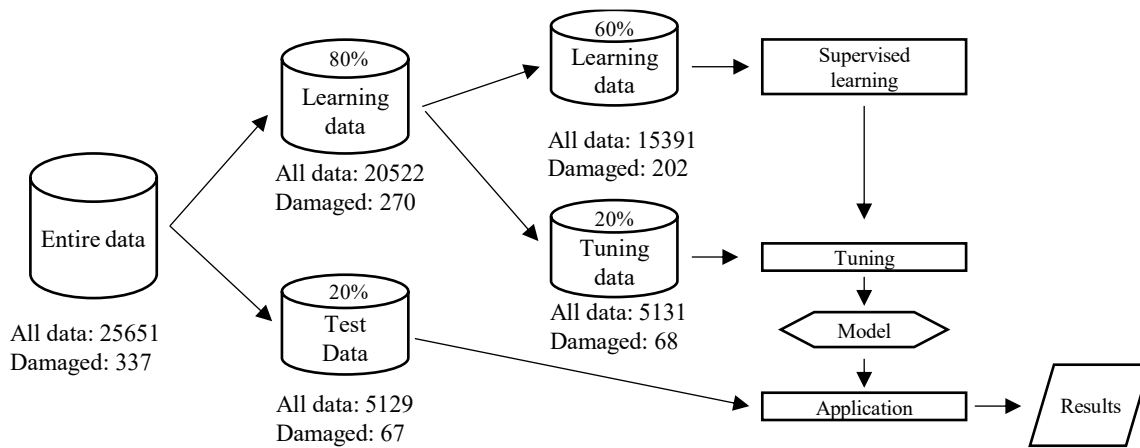 Entire data
All data: 25651
Damaged: 337
80%
Learning
data
All data: 20522
Damaged: 270
20%
Test
Data
All data: 5129
Damaged: 67
60%
Learning
data
All data: 15391
Damaged: 202
20%
Tuning
data
All data: 5131
Damaged: 68
Supervised
learning
Tuning
Model
Application
Results